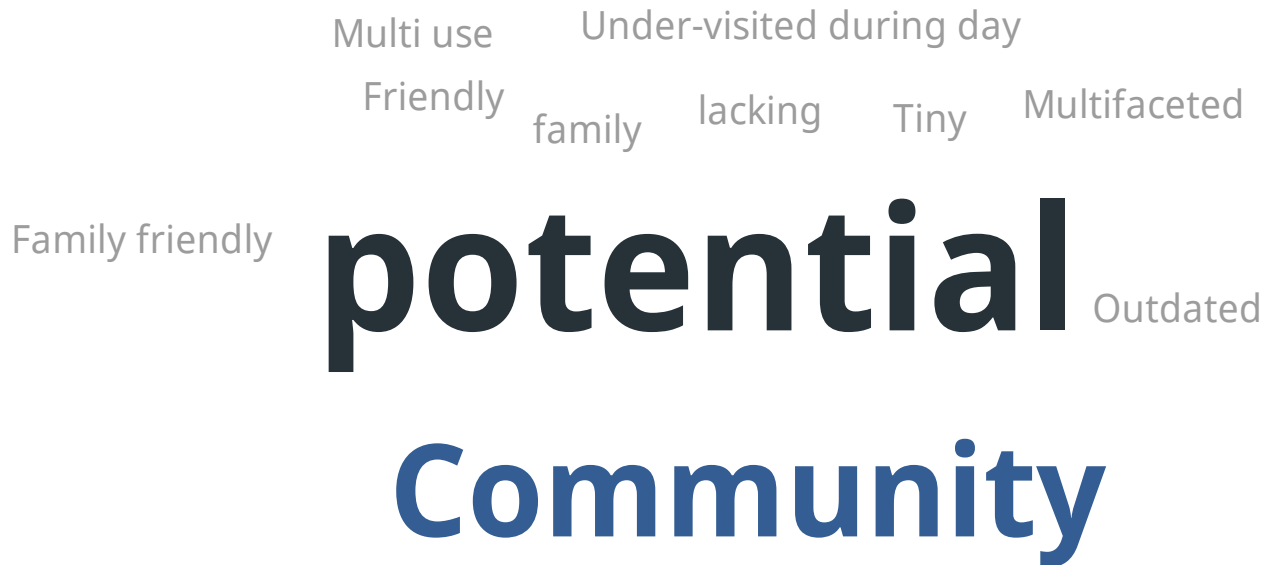 Multi use
Under-visited during day
Friendly
family
lacking
Tiny
Multifaceted
Family friendly
potential
Outdated
Community